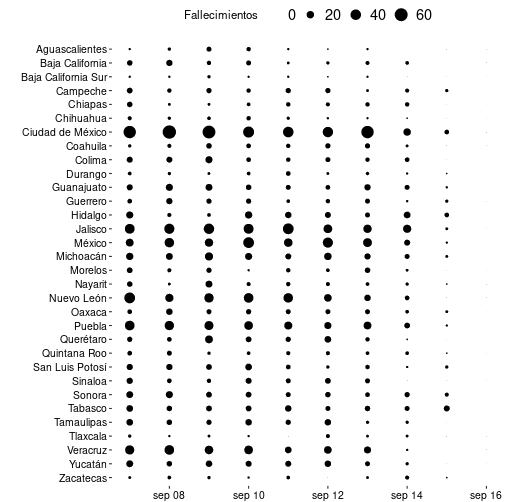 Fallecimientos 0 20 40 60
Aguascalientes
Baja California
Baja California Sur
Campeche
Chiapas
Chihuahua
Ciudad de México
Coahuila
Colima
Durango
Guanajuato
Guerrero
Hidalgo
Jalisco
México
Michoacán
Morelos
Nayarit
Nuevo León
Oaxaca
Puebla
Querétaro
Quintana Roo
San Luis Potosí
Sinaloa
Sonora
Tabasco
Tamaulipas
Tlaxcala
Veracruz
Yucatán
Zacatecas
sep 08 sep 10 sep 12 sep 14 sep 16